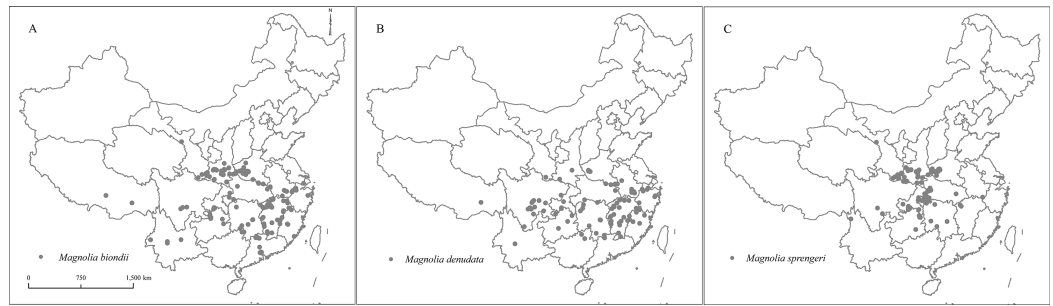 A
N
Magnolia biondii
0 750 1,500 km
B
Magnolia denudata
C
Magnolia sprengeri